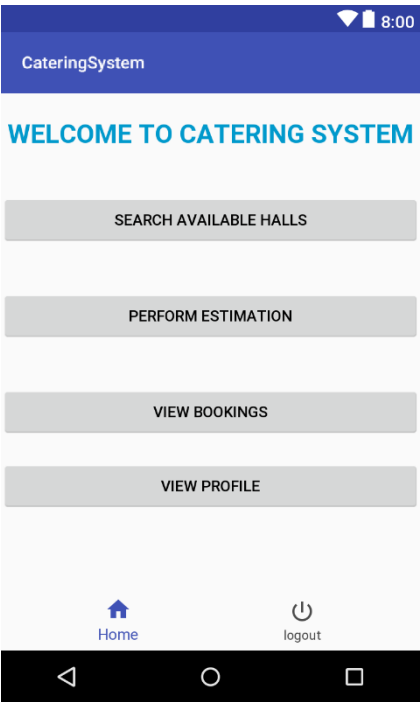 8:00
CateringSystem
WELCOME TO CATERING SYSTEM
SEARCH AVAILABLE HALLS
PERFORM ESTIMATION
VIEW BOOKINGS
VIEW PROFILE
Home
logout